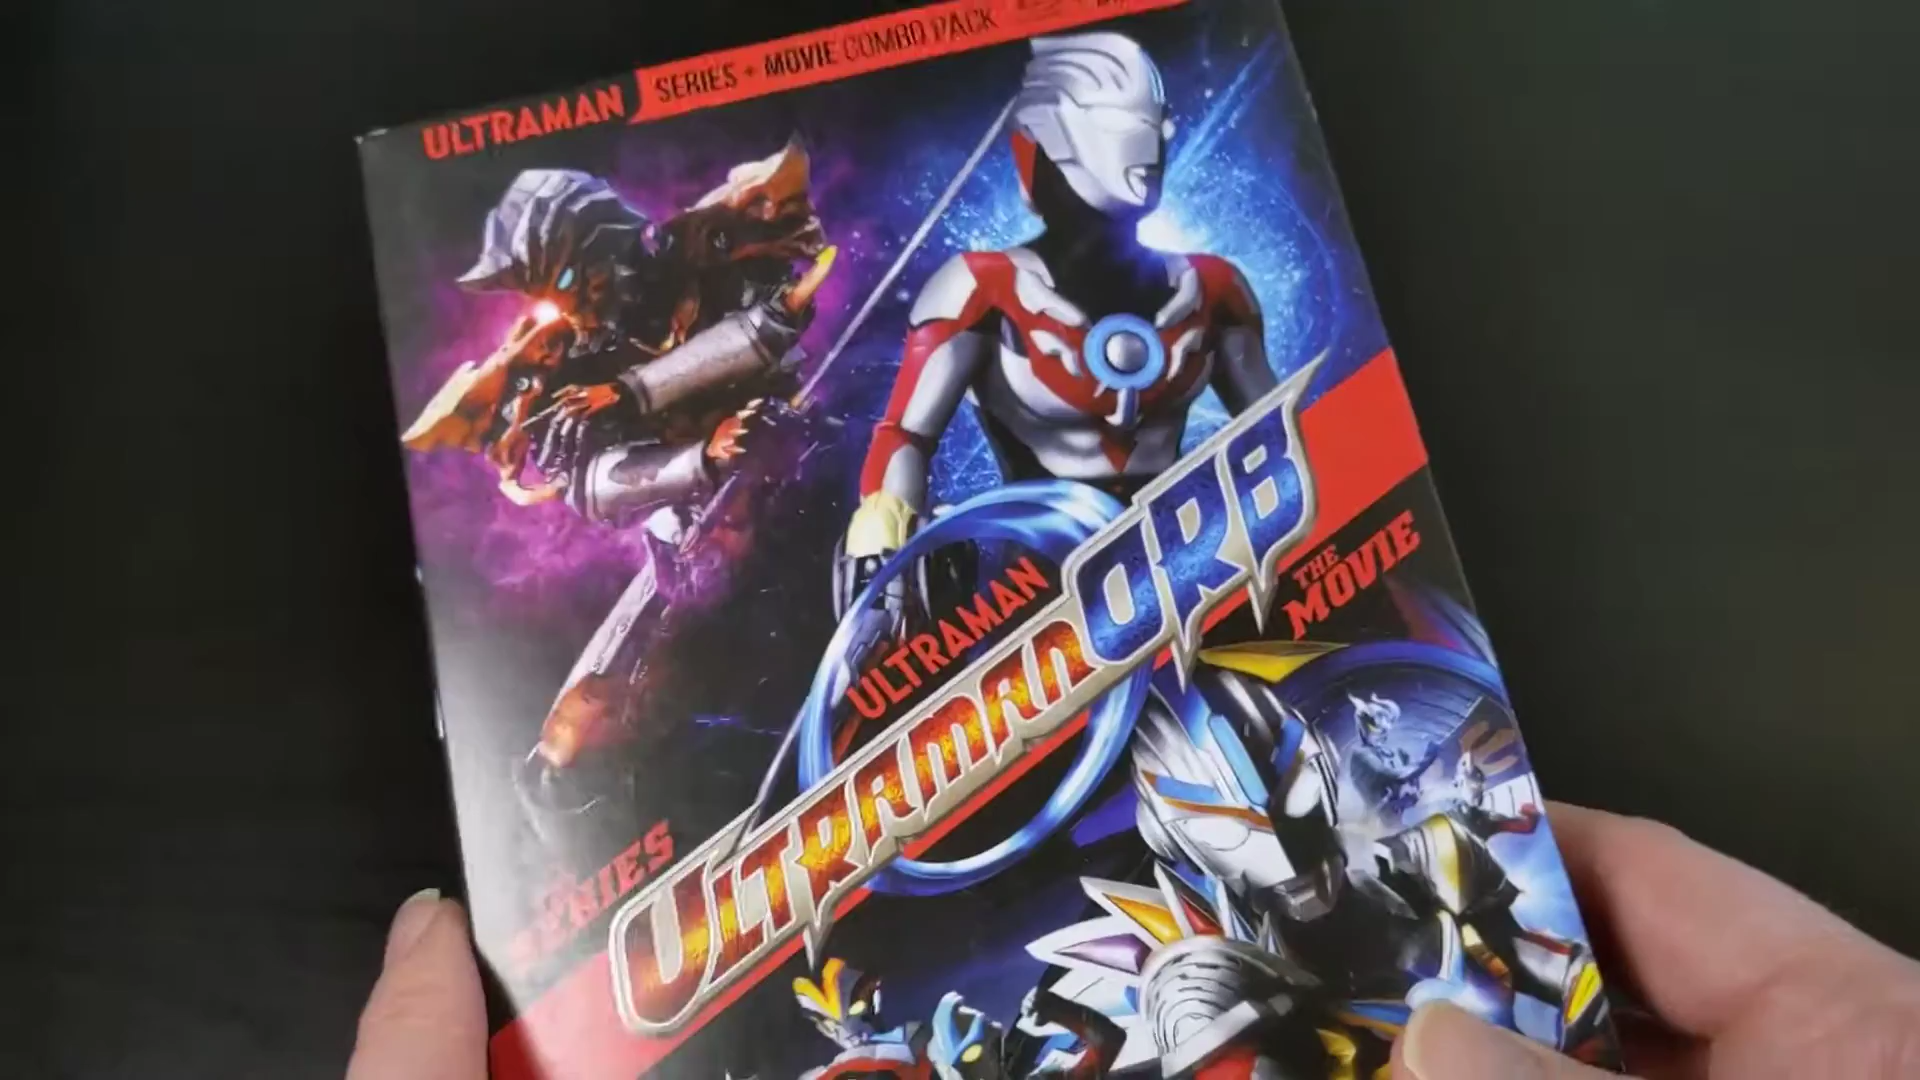 ULTRAMAN SERIES + MOVIE COMBO PACK
ULTRAMAN
ULTRAMAN ORB
THE
MOVIE
SERIES